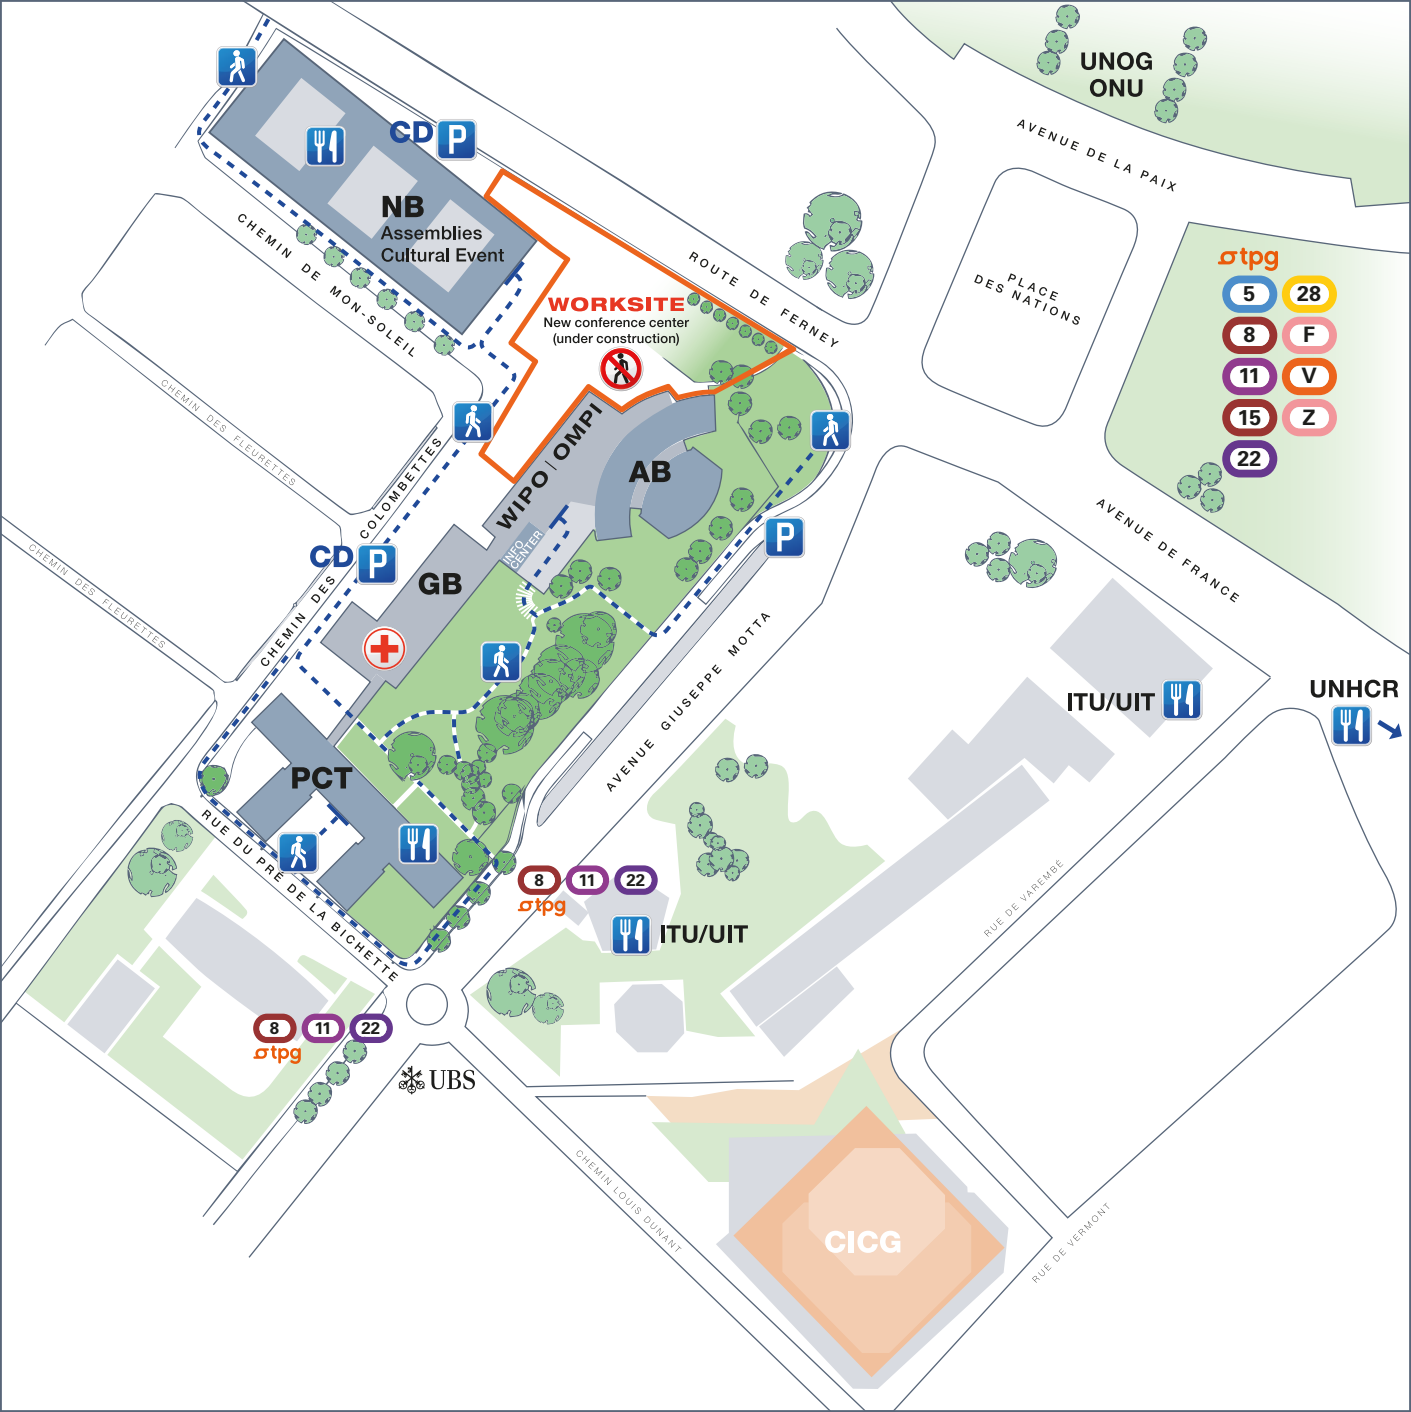 UNOG
ONU
AVENUE DE LA PAIX
CD P
NB
Assemblies
Cultural Event
CHEMIN DE MON-SOLEIL
ROUTE DE FERNEY
PLACE
DES NATIONS
tpg
5 28
8 F
11 V
15 Z
22
WORKSITE
New conference center
(under construction)
CHEMIN DES FLEURETTES
WIPO | OMPI
AB
CHEMIN DES COLOMBETTES
INFO
CENTER
P
CD P
GB
CHEMIN DES FLEURETTES
AVENUE DE FRANCE
AVENUE GIUSEPPE MOTTA
ITU/UIT
UNHCR
PCT
RUE DU PRÉ DE LA BICHETTE
8 11 22
tpg
ITU/UIT
RUE DE VAREMBÉ
8 11 22
tpg
UBS
CHEMIN LOUIS DUNANT
CICG
RUE DE VERMONT